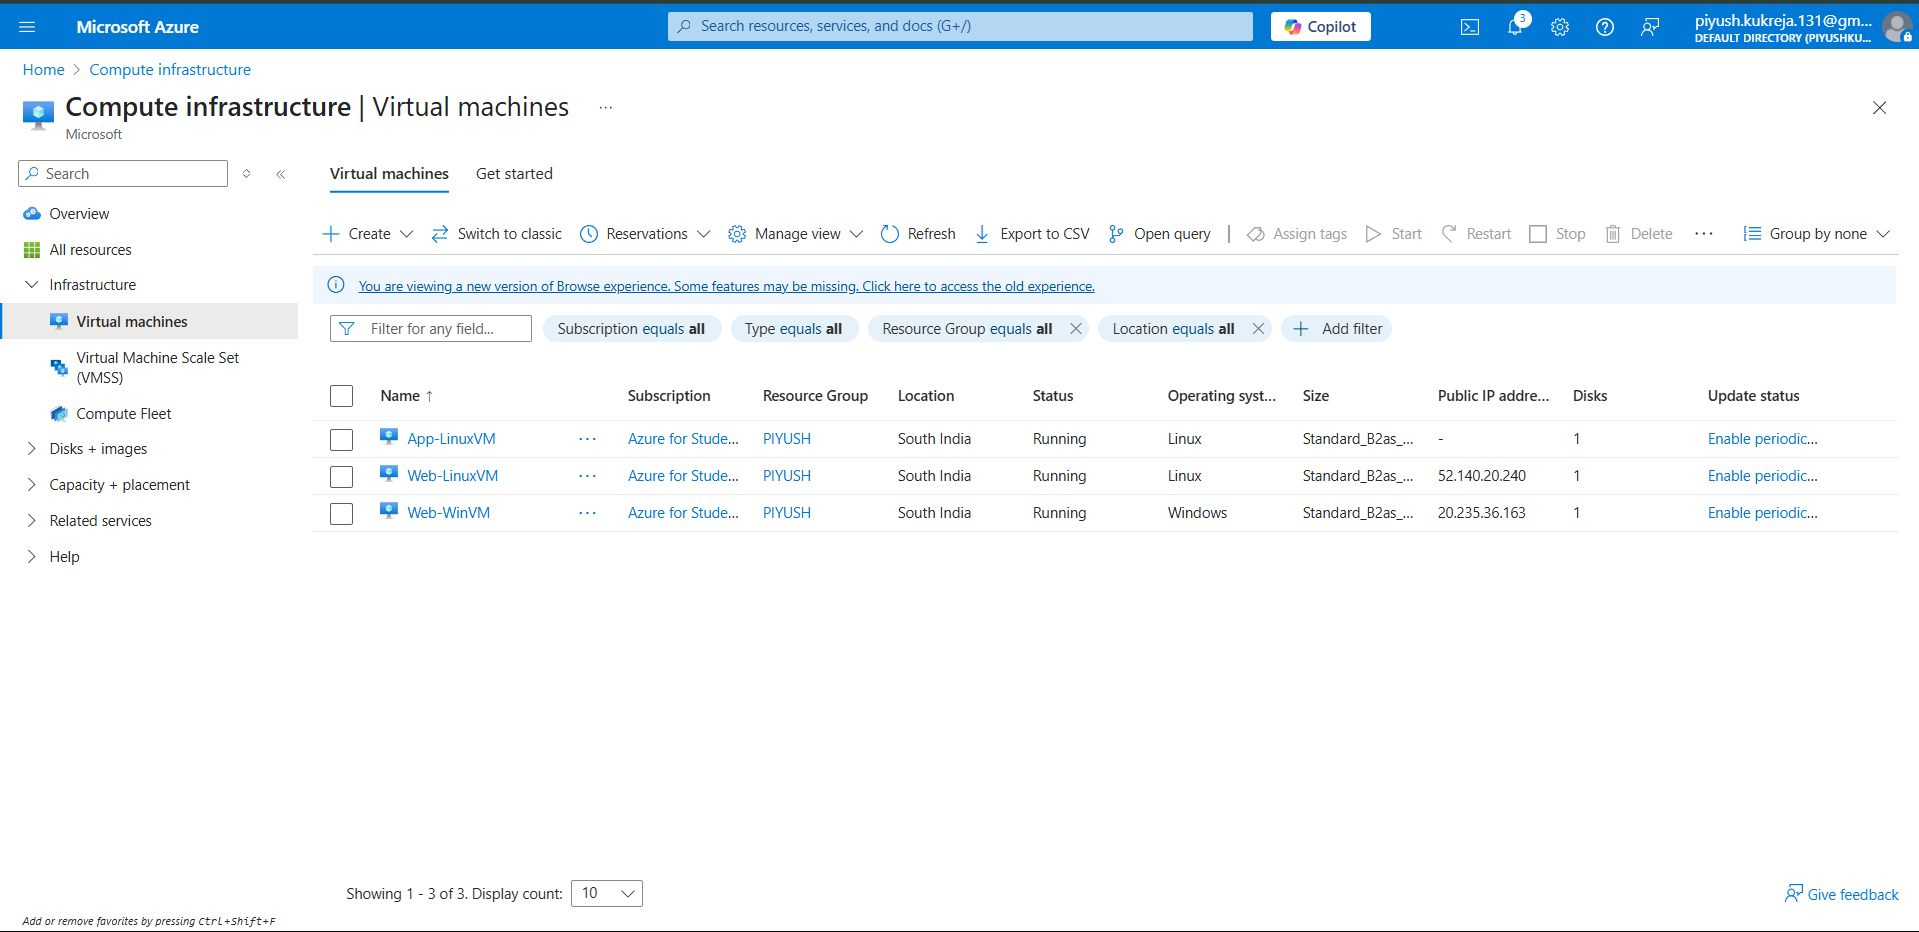 Microsoft Azure
Search resources, services, and docs (G+/)
Copilot
3
piyush.kukreja.131@gm...
DEFAULT DIRECTORY (PIYUSHKU...
Home > Compute infrastructure
Compute infrastructure | Virtual machines ...
Microsoft
Search
Overview
All resources
Infrastructure
Virtual machines
Virtual Machine Scale Set
(VMSS)
Compute Fleet
Disks + images
Capacity + placement
Related services
Help
Virtual machines Get started
Create Switch to classic Reservations Manage view Refresh Export to CSV Open query | Assign tags Start Restart Stop Delete ... Group by none
You are viewing a new version of Browse experience. Some features may be missing. Click here to access the old experience.
Filter for any field... Subscription equals all Type equals all Resource Group equals all Location equals all Add filter
Name ↑ Subscription Resource Group Location Status Operating syst... Size Public IP addre... Disks Update status
App-LinuxVM ... Azure for Stude... PIYUSH South India Running Linux Standard_B2as_... - 1 Enable periodic...
Web-LinuxVM ... Azure for Stude... PIYUSH South India Running Linux Standard_B2as_... 52.140.20.240 1 Enable periodic...
Web-WinVM ... Azure for Stude... PIYUSH South India Running Windows Standard_B2as_... 20.235.36.163 1 Enable periodic...
Showing 1 - 3 of 3. Display count: 10
Give feedback
Add or remove favorites by pressing Ctrl+Shift+F